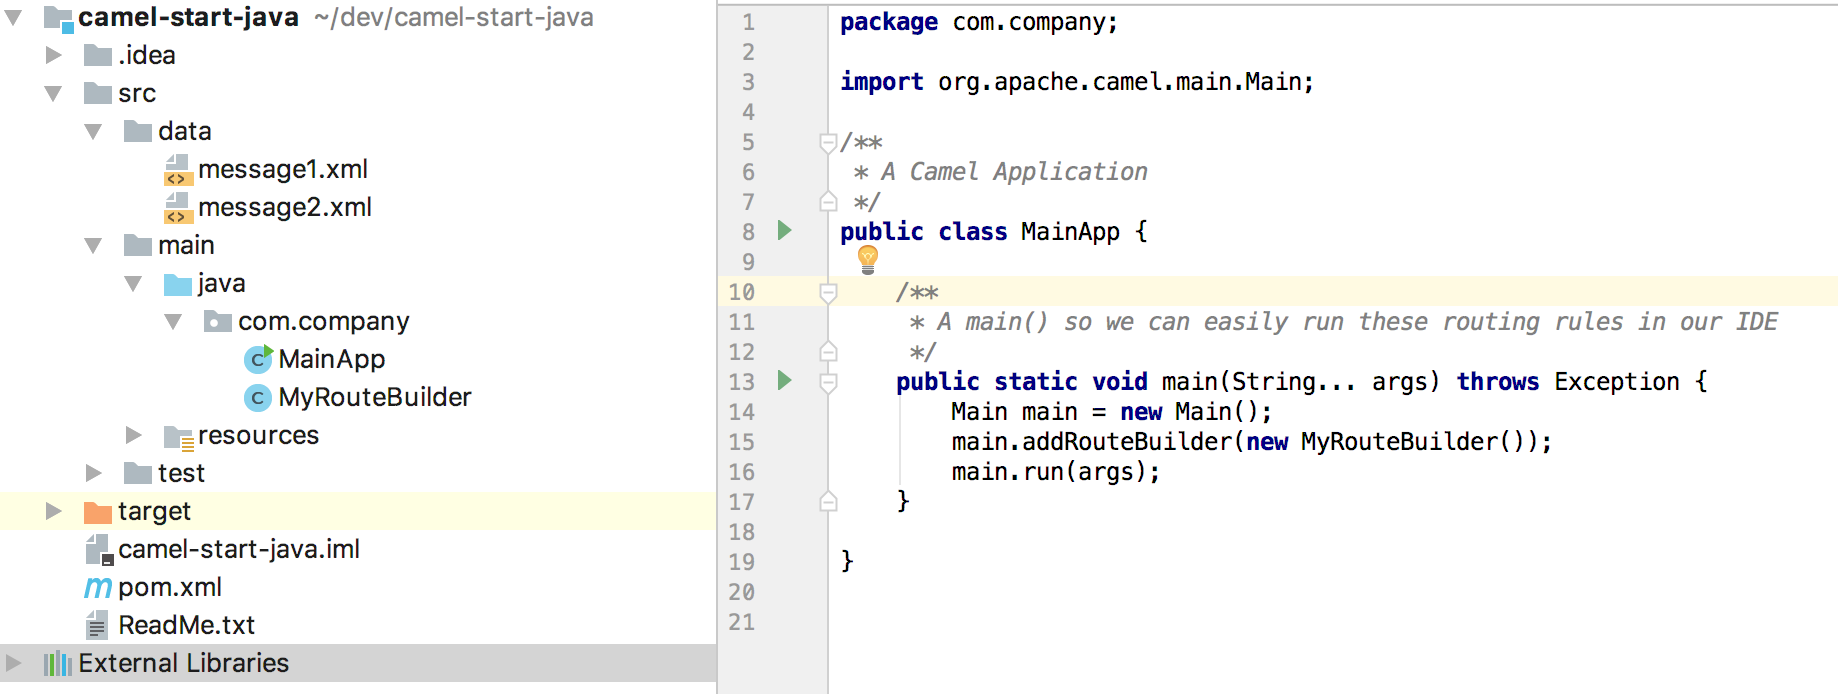 camel-start-java ~/dev/camel-start-java
.idea
src
data
message1.xml
message2.xml
main
java
com.company
MainApp
MyRouteBuilder
resources
test
target
camel-start-java.iml
pom.xml
ReadMe.txt
External Libraries
1 package com.company;
2
3 import org.apache.camel.main.Main;
4
5 /**
6 * A Camel Application
7 */
8 public class MainApp {
9
10 /**
11 * A main() so we can easily run these routing rules in our IDE
12 */
13 public static void main(String... args) throws Exception {
14 Main main = new Main();
15 main.addRouteBuilder(new MyRouteBuilder());
16 main.run(args);
17 }
18
19 }
20
21